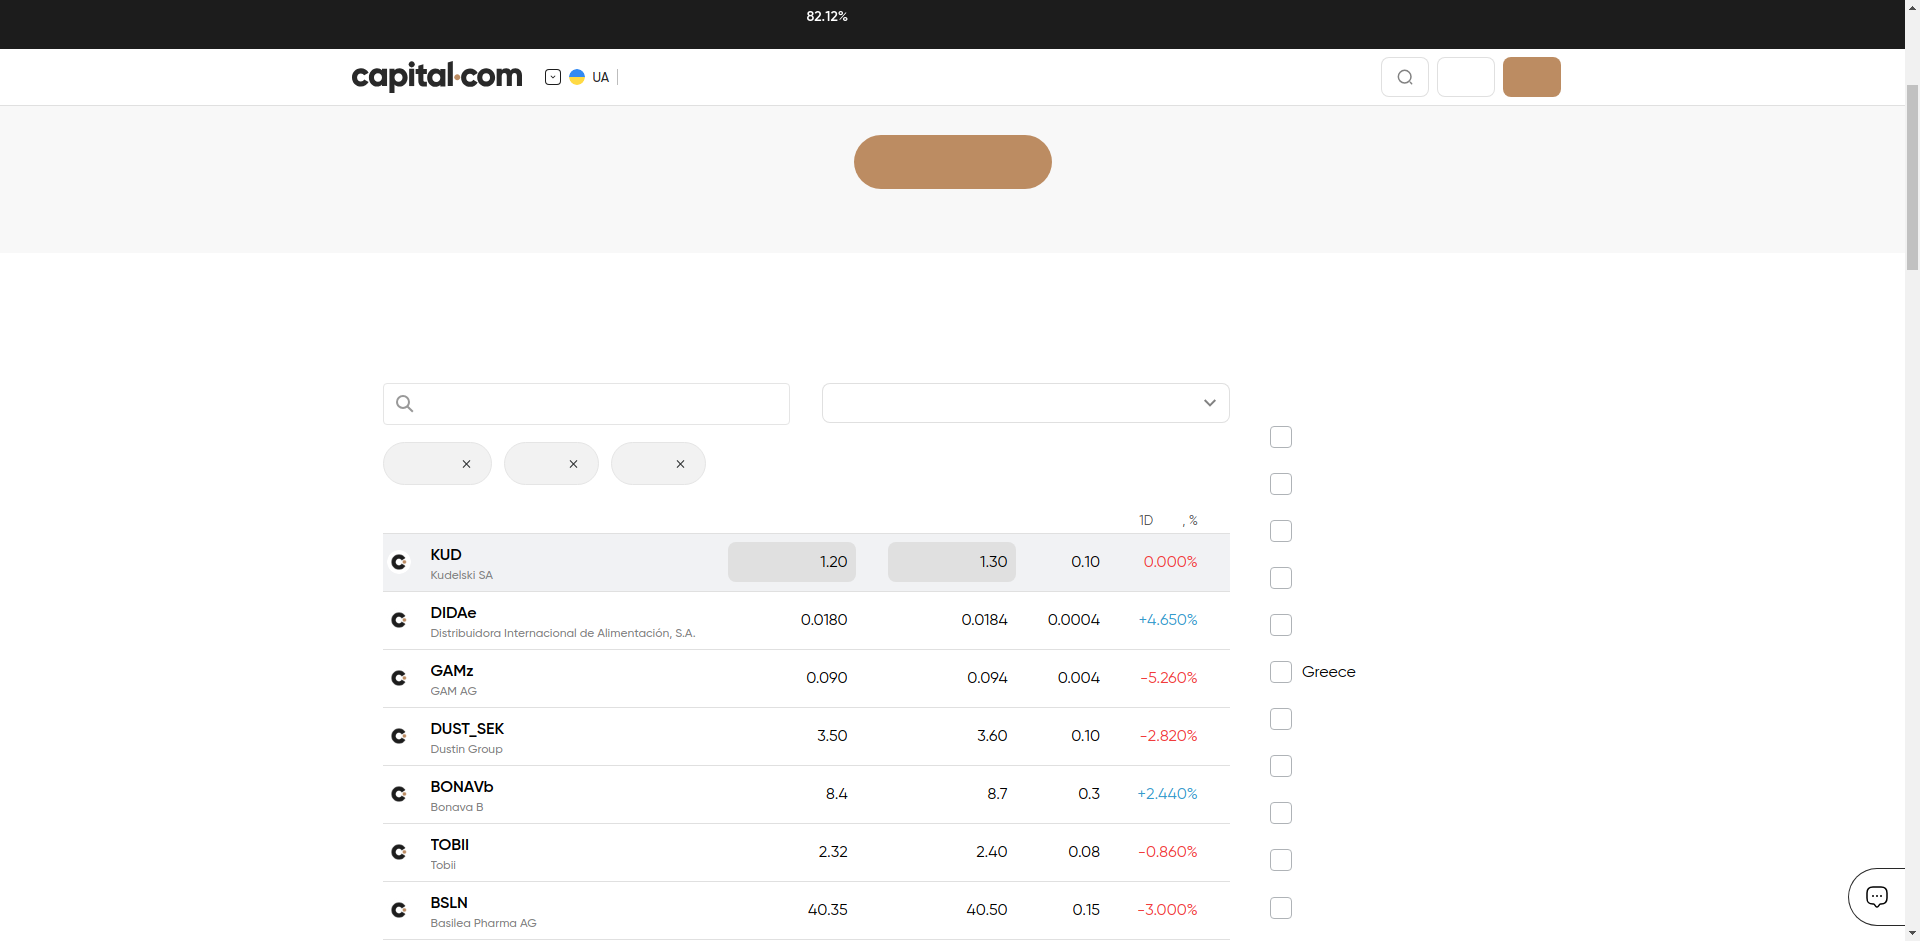 82.12%
capital.com
UA
1D , %
KUD 1.20 1.30 0.10 0.000%
Kudelski SA
DIDAe 0.0180 0.0184 0.0004 +4.650%
Distribuidora Internacional de Alimentación, S.A.
GAMz 0.090 0.094 0.004 -5.260%
GAM AG
DUST_SEK 3.50 3.60 0.10 -2.820%
Dustin Group
BONAVb 8.4 8.7 0.3 +2.440%
Bonava B
TOBII 2.32 2.40 0.08 -0.860%
Tobii
BSLN 40.35 40.50 0.15 -3.000%
Basilea Pharma AG
Greece